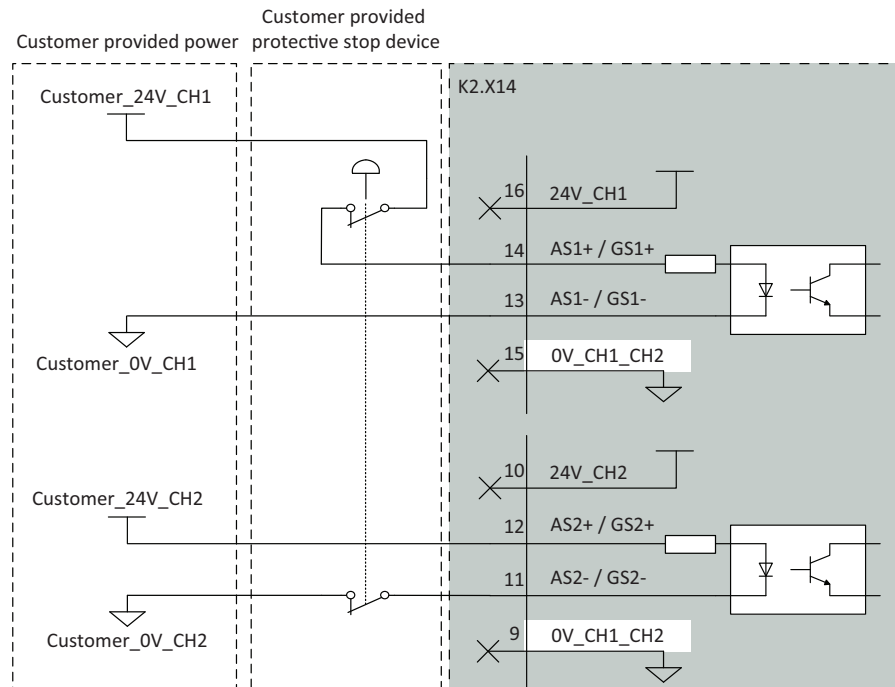 Customer provided power
Customer provided
protective stop device
K2.X14
Customer_24V_CH1
16 24V_CH1
14 AS1+ / GS1+
13 AS1- / GS1-
15 0V_CH1_CH2
Customer_0V_CH1
10 24V_CH2
Customer_24V_CH2
12 AS2+ / GS2+
11 AS2- / GS2-
Customer_0V_CH2
9 0V_CH1_CH2